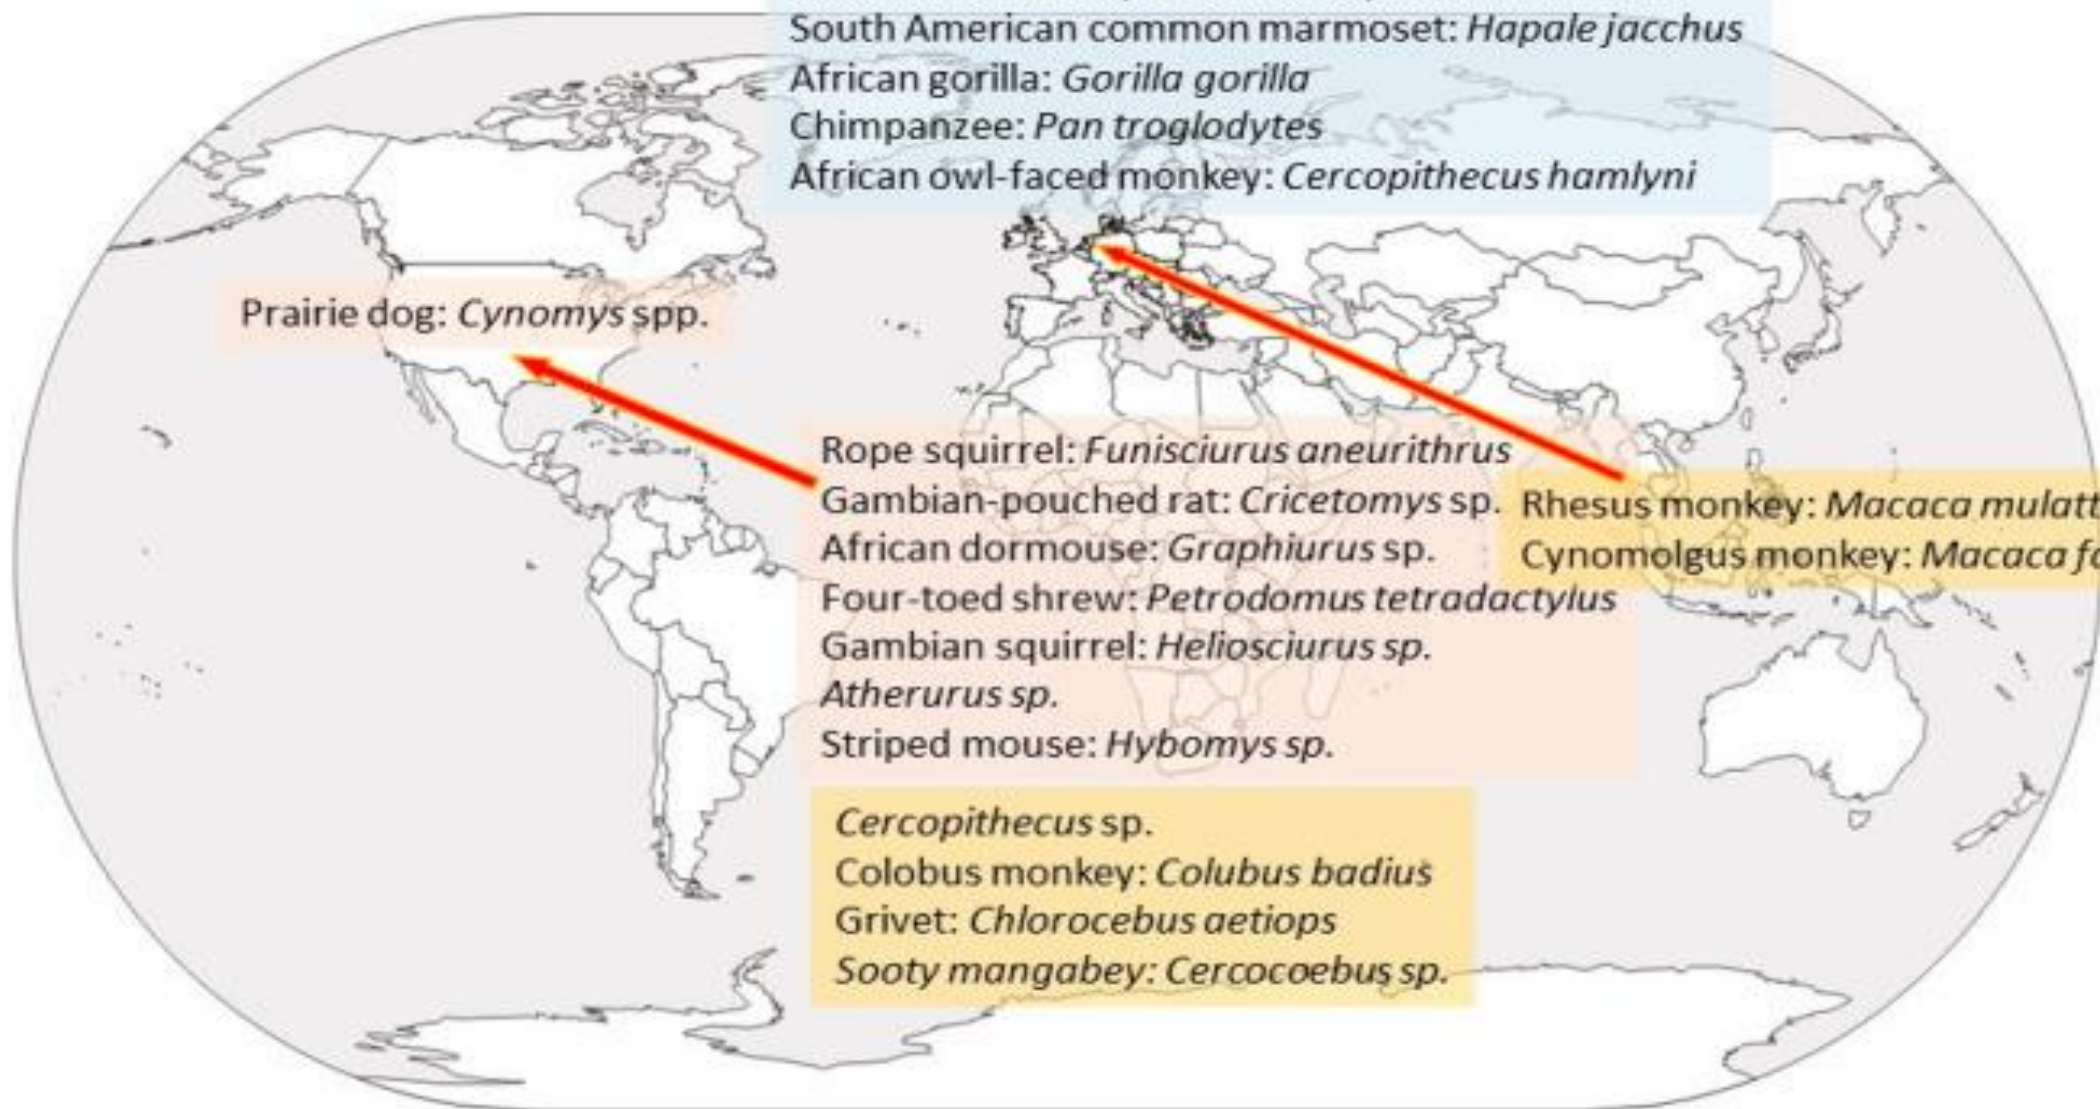 South American common marmoset: Hapale jacchus
African gorilla: Gorilla gorilla
Chimpanzee: Pan troglodytes
African owl-faced monkey: Cercopithecus hamlyni
Prairie dog: Cynomys spp.
Rope squirrel: Funisciurus aneurithrus
Gambian-pouched rat: Cricetomys sp.
African dormouse: Graphiurus sp.
Four-toed shrew: Petrodomus tetradactylus
Gambian squirrel: Heliosciurus sp.
Atherurus sp.
Striped mouse: Hybomys sp.
Rhesus monkey: Macaca mulatt
Cynomolgus monkey: Macaca fa
Cercopithecus sp.
Colobus monkey: Colubus badius
Grivet: Chlorocebus aetiops
Sooty mangabey: Cercocoebus sp.